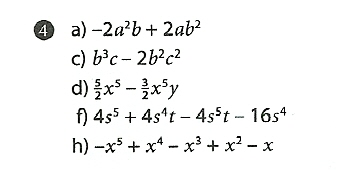 4 a) −2a²b + 2ab²
c) b³c − 2b²c²
d) 5/2x⁵ − 3/2x⁵y
f) 4s⁵ + 4s⁴t − 4s⁵t − 16s⁴
h) −x⁵ + x⁴ − x³ + x² − x